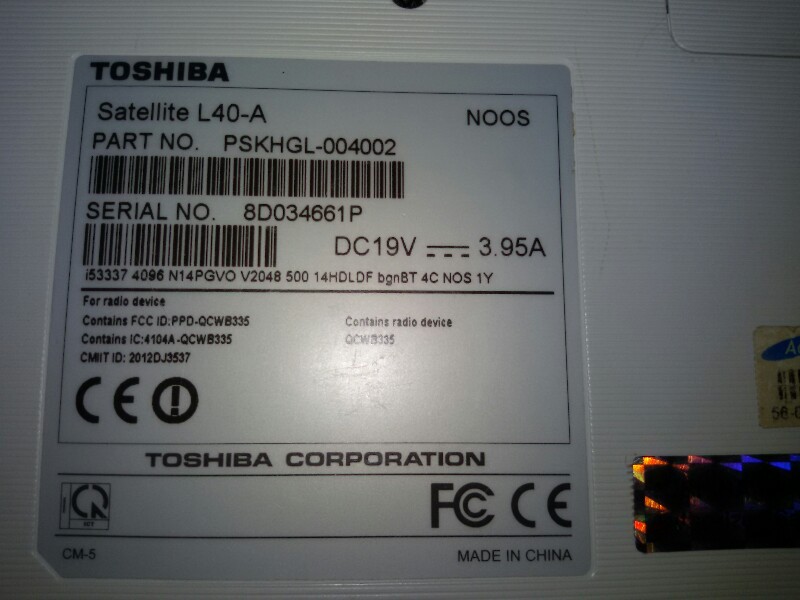 TOSHIBA
Satellite L40-A NOOS
PART NO. PSKHGL-004002
SERIAL NO. 8D034661P
DC19V 3.95A
i53337 4096 N14PGVO V2048 500 14HDLDF bgnBT 4C NOS 1Y
For radio device
Contains FCC ID:PPD-QCWB335 Contains radio device
Contains IC:4104A-QCWB335 QCWB335
CMIIT ID: 2012DJ3537
CE
TOSHIBA CORPORATION
ICT FC CE
CM-5 MADE IN CHINA